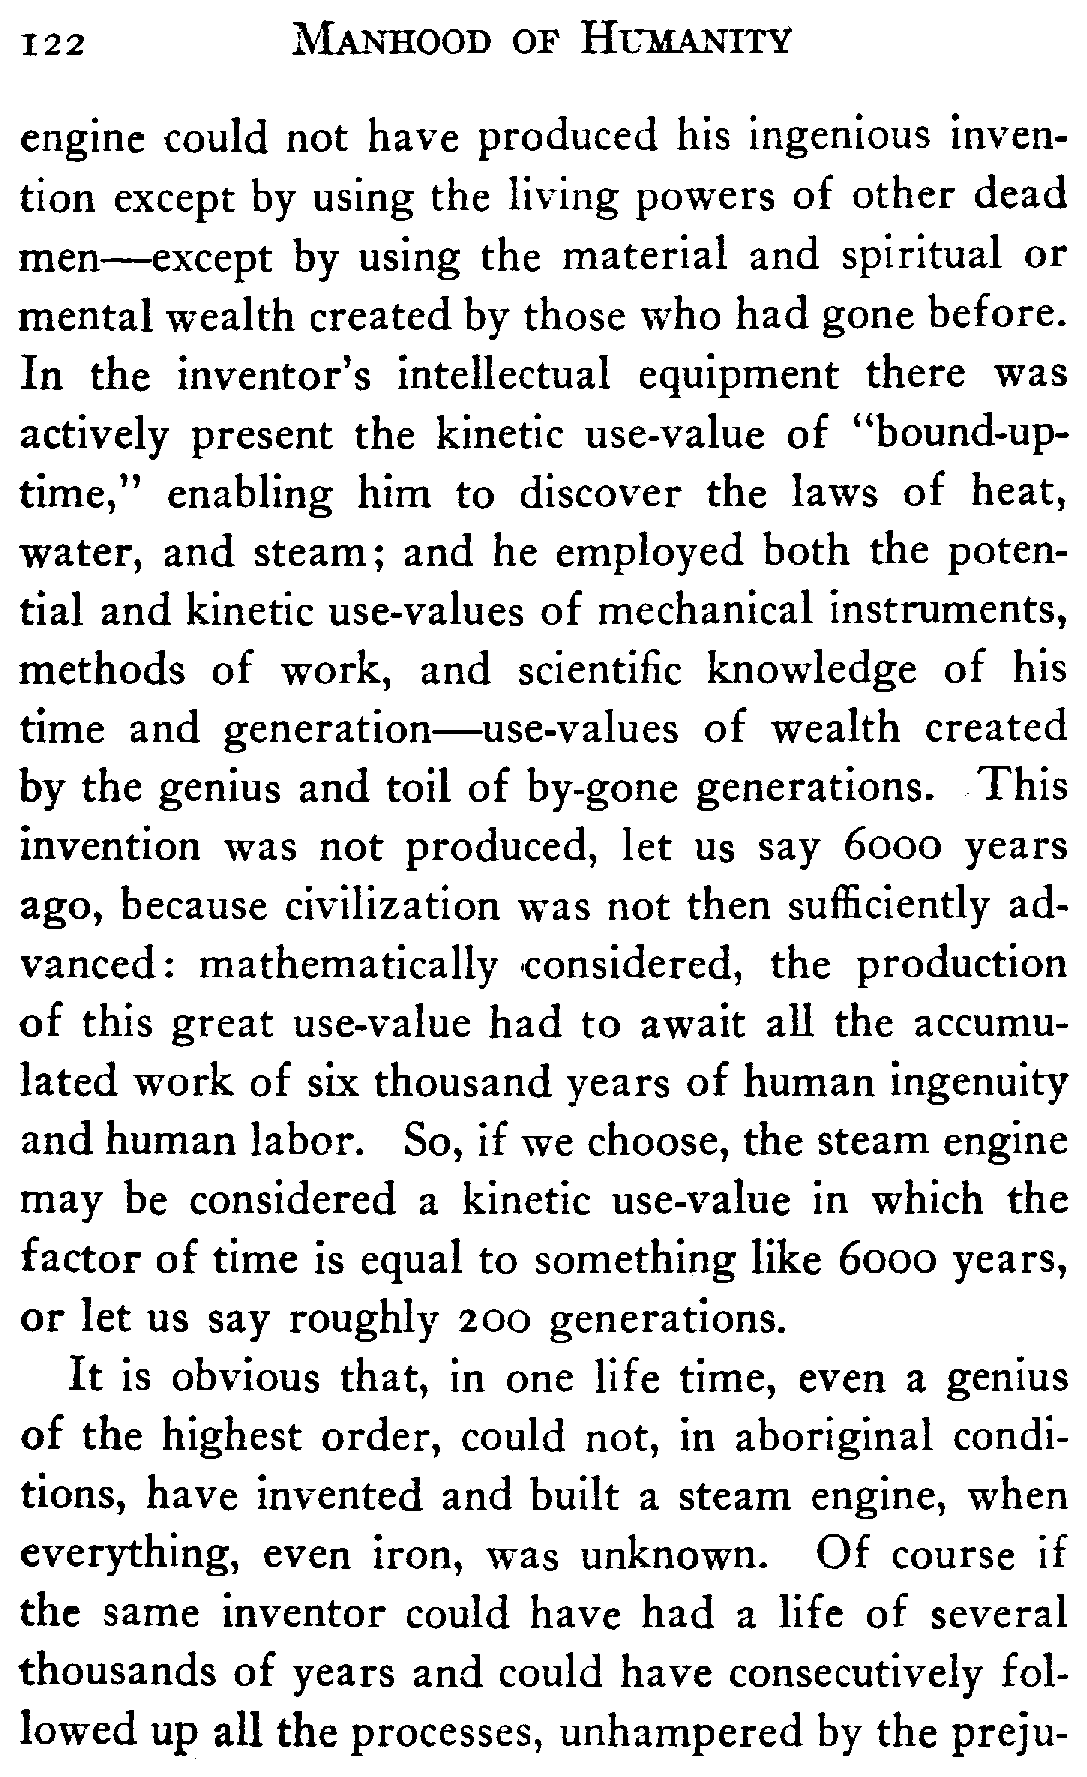 122 Manhood of Humanity
engine could not have produced his ingenious inven-
tion except by using the living powers of other dead
men—except by using the material and spiritual or
mental wealth created by those who had gone before.
In the inventor's intellectual equipment there was
actively present the kinetic use-value of "bound-up-
time," enabling him to discover the laws of heat,
water, and steam; and he employed both the poten-
tial and kinetic use-values of mechanical instruments,
methods of work, and scientific knowledge of his
time and generation—use-values of wealth created
by the genius and toil of by-gone generations. This
invention was not produced, let us say 6000 years
ago, because civilization was not then sufficiently ad-
vanced: mathematically considered, the production
of this great use-value had to await all the accumu-
lated work of six thousand years of human ingenuity
and human labor. So, if we choose, the steam engine
may be considered a kinetic use-value in which the
factor of time is equal to something like 6000 years,
or let us say roughly 200 generations.
It is obvious that, in one life time, even a genius
of the highest order, could not, in aboriginal condi-
tions, have invented and built a steam engine, when
everything, even iron, was unknown. Of course if
the same inventor could have had a life of several
thousands of years and could have consecutively fol-
lowed up all the processes, unhampered by the preju-